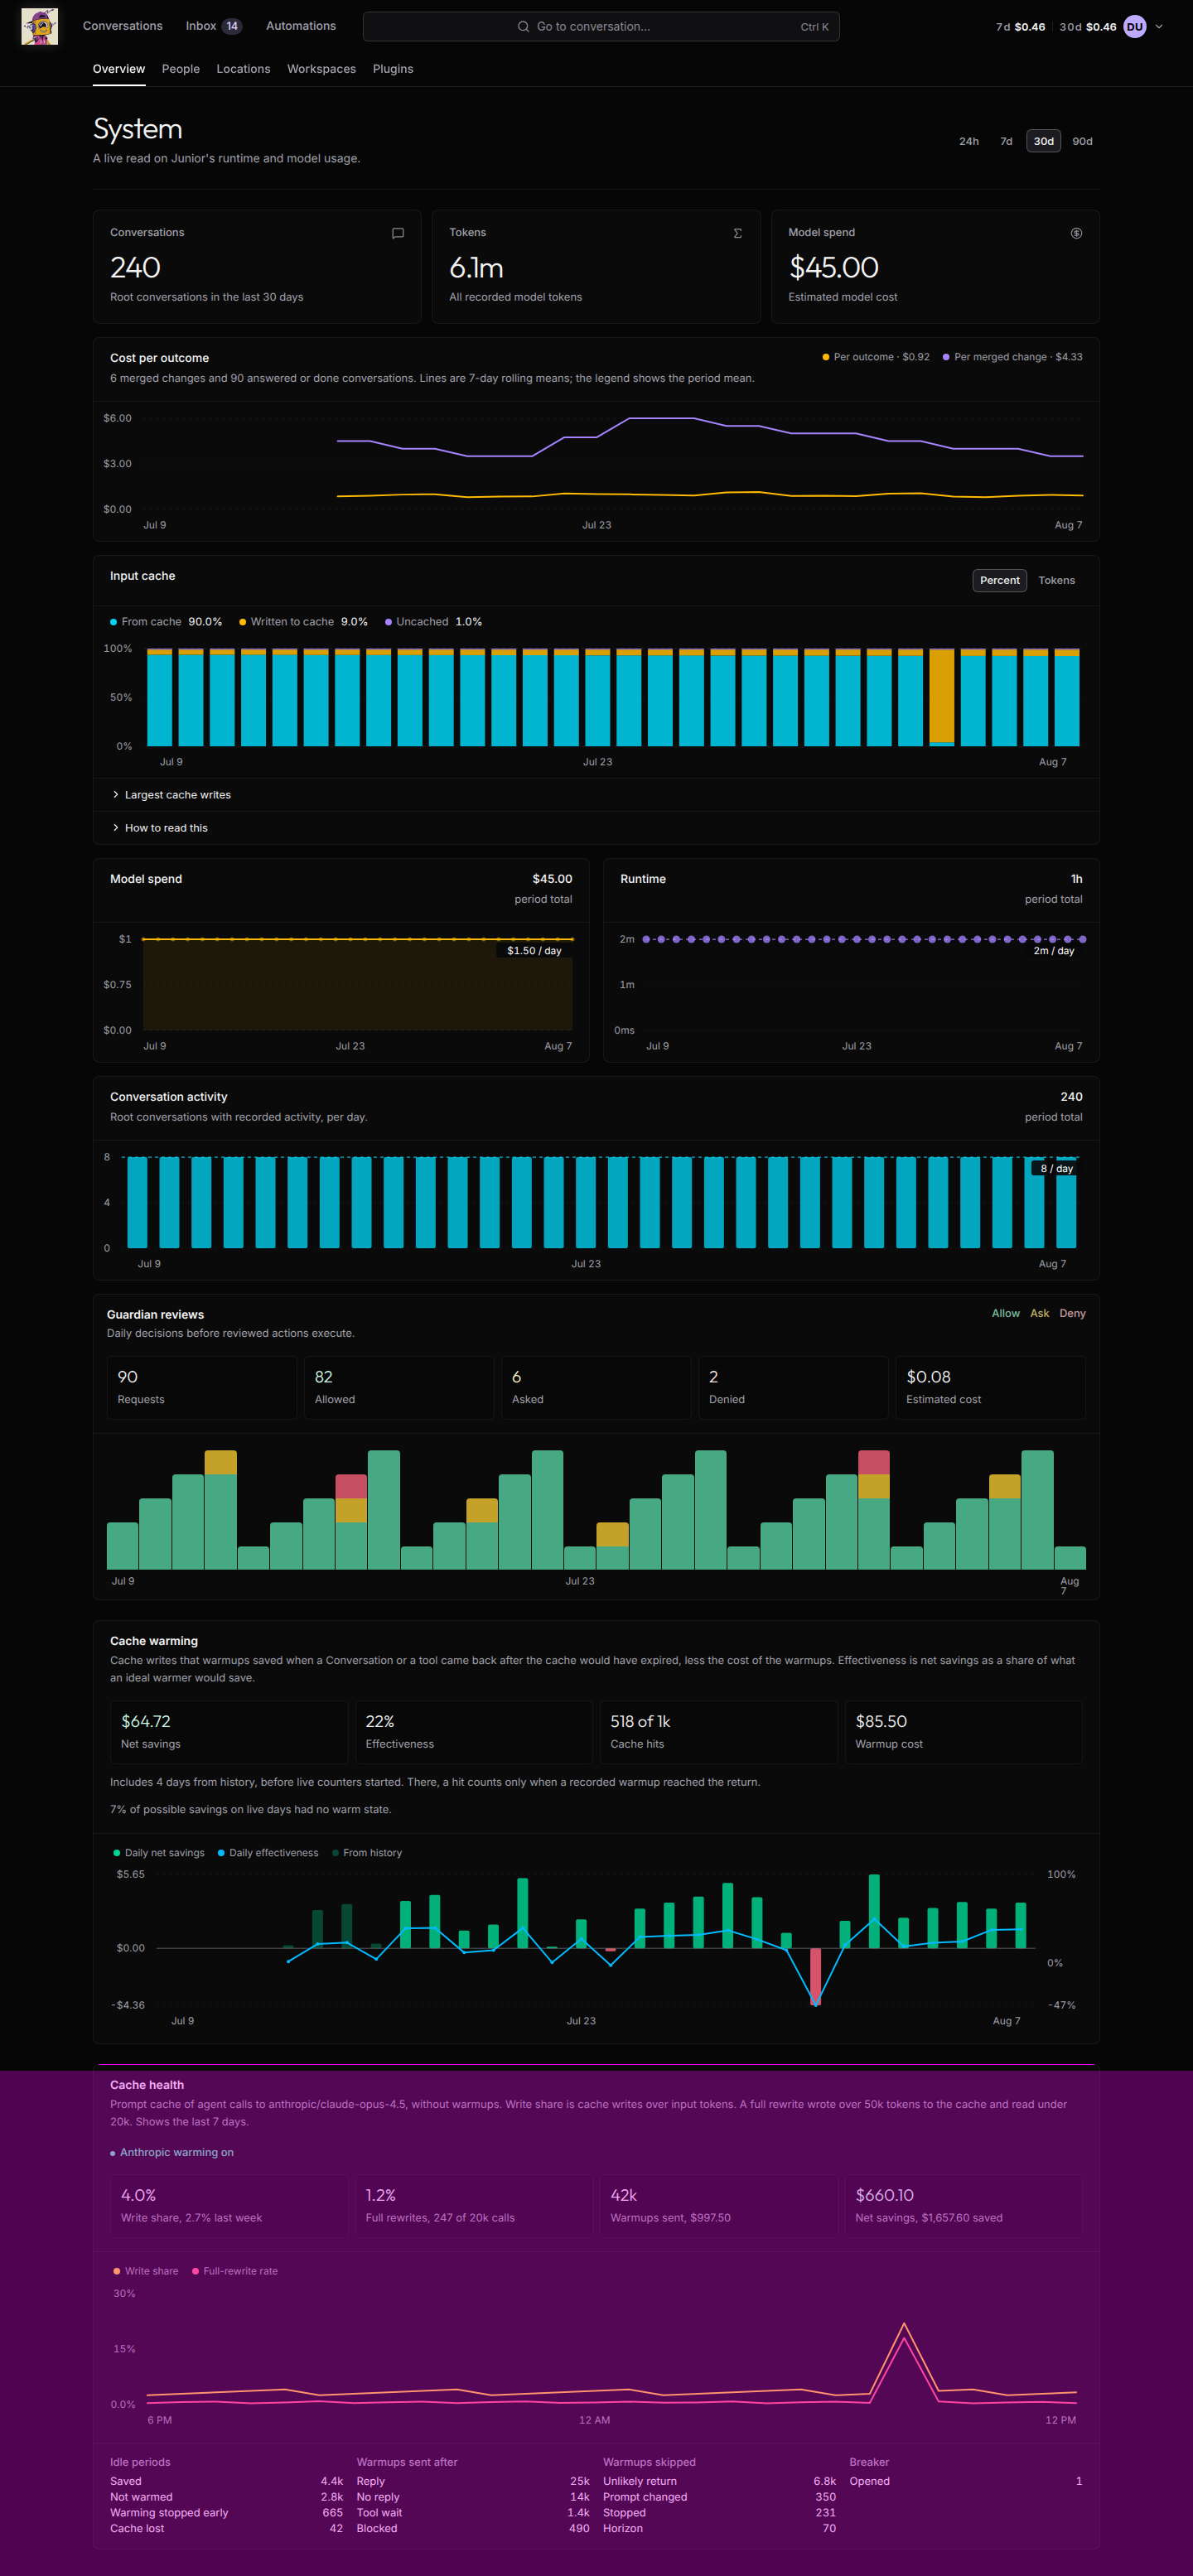 Conversations
Inbox 14
Automations
Go to conversation...
Ctrl K
7d $0.46 30d $0.46
DU
Overview
People
Locations
Workspaces
Plugins
System
A live read on Junior's runtime and model usage.
24h 7d 30d 90d
Conversations
240
Root conversations in the last 30 days
Tokens
6.1m
All recorded model tokens
Model spend
$45.00
Estimated model cost
Cost per outcome
Per outcome · $0.92
Per merged change · $4.33
6 merged changes and 90 answered or done conversations. Lines are 7-day rolling means; the legend shows the period mean.
$6.00
$3.00
$0.00
Jul 9
Jul 23
Aug 7
Input cache
Percent
Tokens
From cache 90.0%
Written to cache 9.0%
Uncached 1.0%
100%
50%
0%
Jul 9
Jul 23
Aug 7
Largest cache writes
How to read this
Model spend
$45.00
period total
$1
$1.50 / day
$0.75
$0.00
Jul 9
Jul 23
Aug 7
Runtime
1h
period total
2m
2m / day
1m
0ms
Jul 9
Jul 23
Aug 7
Conversation activity
240
Root conversations with recorded activity, per day.
period total
8
8 / day
4
0
Jul 9
Jul 23
Aug 7
Guardian reviews
Allow Ask Deny
Daily decisions before reviewed actions execute.
90
Requests
82
Allowed
6
Asked
2
Denied
$0.08
Estimated cost
Jul 9
Jul 23
Aug
7
Cache warming
Cache writes that warmups saved when a Conversation or a tool came back after the cache would have expired, less the cost of the warmups. Effectiveness is net savings as a share of what
an ideal warmer would save.
$64.72
Net savings
22%
Effectiveness
518 of 1k
Cache hits
$85.50
Warmup cost
Includes 4 days from history, before live counters started. There, a hit counts only when a recorded warmup reached the return.
7% of possible savings on live days had no warm state.
Daily net savings
Daily effectiveness
From history
$5.65
$0.00
-$4.36
100%
0%
-47%
Jul 9
Jul 23
Aug 7
Cache health
Prompt cache of agent calls to anthropic/claude-opus-4.5, without warmups. Write share is cache writes over input tokens. A full rewrite wrote over 50k tokens to the cache and read under
20k. Shows the last 7 days.
Anthropic warming on
4.0%
Write share, 2.7% last week
1.2%
Full rewrites, 247 of 20k calls
42k
Warmups sent, $997.50
$660.10
Net savings, $1,657.60 saved
Write share
Full-rewrite rate
30%
15%
0.0%
6 PM
12 AM
12 PM
Idle periods
Saved 4.4k
Not warmed 2.8k
Warming stopped early 665
Cache lost 42
Warmups sent after
Reply 25k
No reply 14k
Tool wait 1.4k
Blocked 490
Warmups skipped
Unlikely return 6.8k
Prompt changed 350
Stopped 231
Horizon 70
Breaker
Opened 1